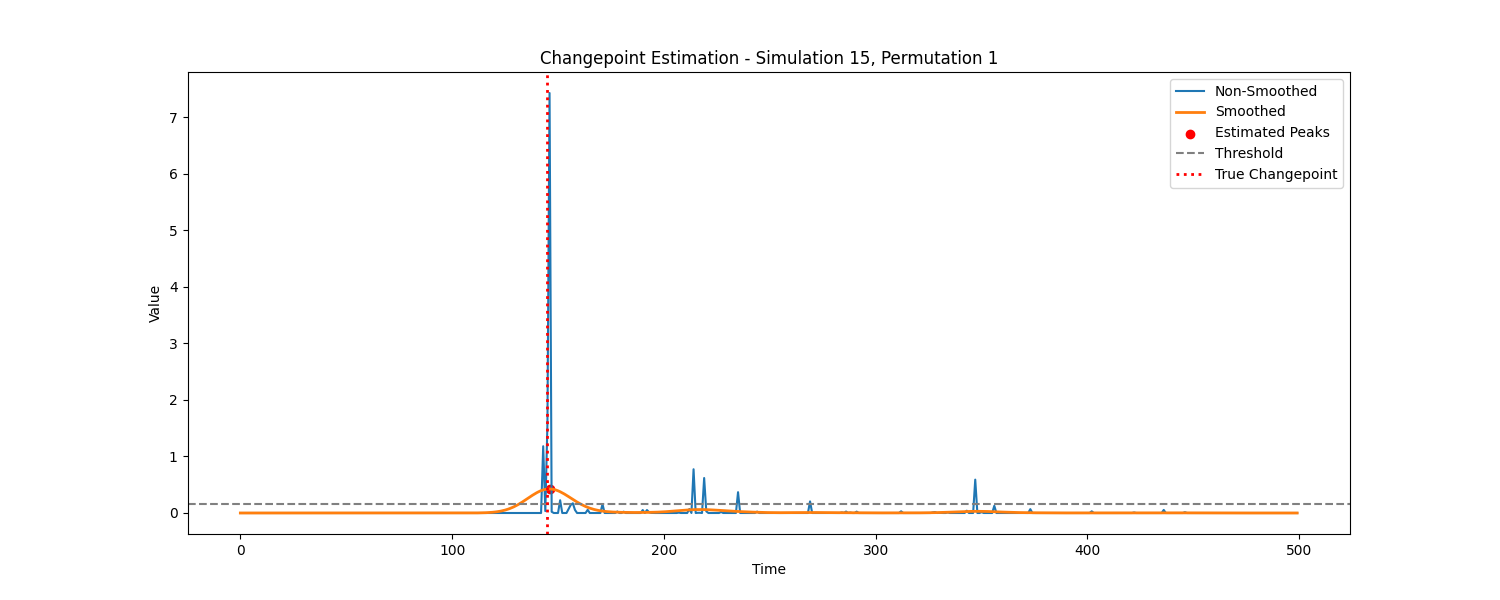 Changepoint Estimation - Simulation 15, Permutation 1
Non-Smoothed
Smoothed
Estimated Peaks
Threshold
True Changepoint
Value
7
6
5
4
3
2
1
0
0 100 200 300 400 500
Time